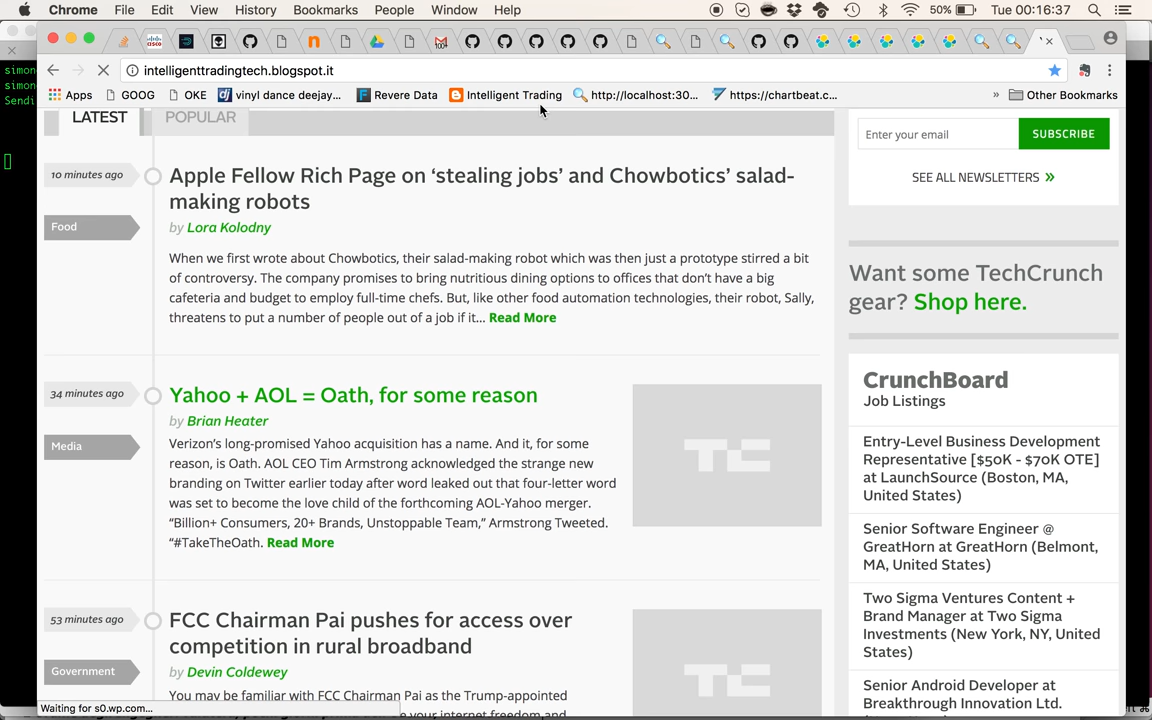 Chrome File Edit View History Bookmarks People Window Help 50% Tue 00:16:37
simon
simon
Sendi
intelligenttradingtech.blogspot.it
Apps GOOG OKE vinyl dance deejay... Revere Data Intelligent Trading http://localhost:30... https://chartbeat.c... » Other Bookmarks
LATEST POPULAR
10 minutes ago
Food
Apple Fellow Rich Page on ‘stealing jobs’ and Chowbotics’ salad-
making robots
by Lora Kolodny
When we first wrote about Chowbotics, their salad-making robot which was then just a prototype stirred a bit
of controversy. The company promises to bring nutritious dining options to offices that don’t have a big
cafeteria and budget to employ full-time chefs. But, like other food automation technologies, their robot, Sally,
threatens to put a number of people out of a job if it... Read More
34 minutes ago
Media
Yahoo + AOL = Oath, for some reason
by Brian Heater
Verizon’s long-promised Yahoo acquisition has a name. And it, for some
reason, is Oath. AOL CEO Tim Armstrong acknowledged the strange new
branding on Twitter earlier today after word leaked out that four-letter word
was set to become the love child of the forthcoming AOL-Yahoo merger.
“Billion+ Consumers, 20+ Brands, Unstoppable Team,” Armstrong Tweeted.
“#TakeTheOath. Read More
TC
53 minutes ago
Government
FCC Chairman Pai pushes for access over
competition in rural broadband
by Devin Coldewey
You may be familiar with FCC Chairman Pai as the Trump-appointed
your internet freedom and
TC
Waiting for s0.wp.com...
Enter your email SUBSCRIBE
SEE ALL NEWSLETTERS »
Want some TechCrunch
gear? Shop here.
CrunchBoard
Job Listings
Entry-Level Business Development
Representative [$50K - $70K OTE]
at LaunchSource (Boston, MA,
United States)
Senior Software Engineer @
GreatHorn at GreatHorn (Belmont,
MA, United States)
Two Sigma Ventures Content +
Brand Manager at Two Sigma
Investments (New York, NY, United
States)
Senior Android Developer at
Breakthrough Innovation Ltd.